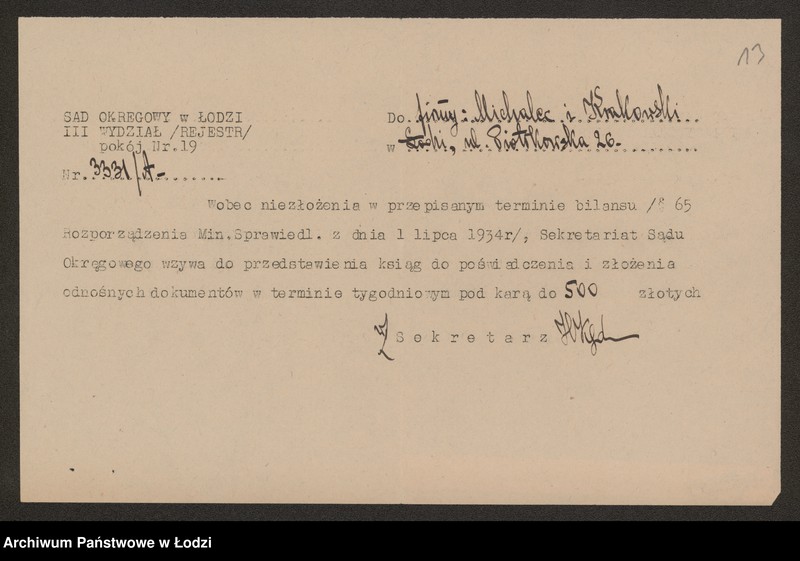 13
SAD OKREGOWY w ŁODZI
III WYDZIAŁ /REJESTR/
pokój Nr.19
Nr. 3331/A-
Do firmy: Michalec i Krakowski
w Łodzi, ul. Piotrkowska 26.-
Wobec niezłożenia w przepisanym terminie bilansu /§ 65
Rozporządzenia Min.Sprawiedl. z dnia 1 lipca 1934r/, Sekretariat Sądu
Okręgowego wzywa do przedstawienia ksiąg do poświadczenia i złożenia
odnośnych dokumentów w terminie tygodniowym pod karą do 500 złotych
Sekretarz
Archiwum Państwowe w Łodzi